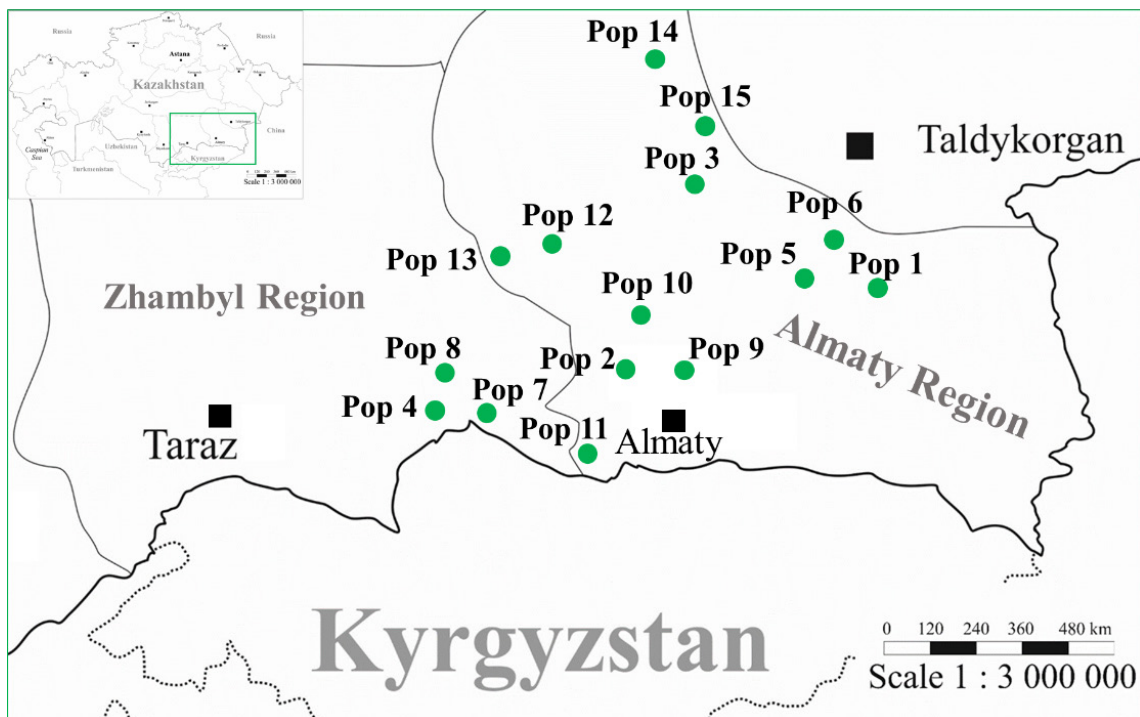 Russia
Russia
Astana
Kazakhstan
China
Caspian
Sea
Uzbekistan
Kyrgyzstan
Turkmenistan
Scale 1 : 3 000 000
Pop 14
Pop 15
Taldykorgan
Pop 3
Pop 6
Pop 12
Pop 13
Pop 5
Pop 1
Zhambyl Region
Pop 10
Almaty Region
Pop 8
Pop 2
Pop 9
Pop 4
Pop 7
Taraz
Pop 11
Almaty
Kyrgyzstan
0 120 240 360 480 km
Scale 1 : 3 000 000